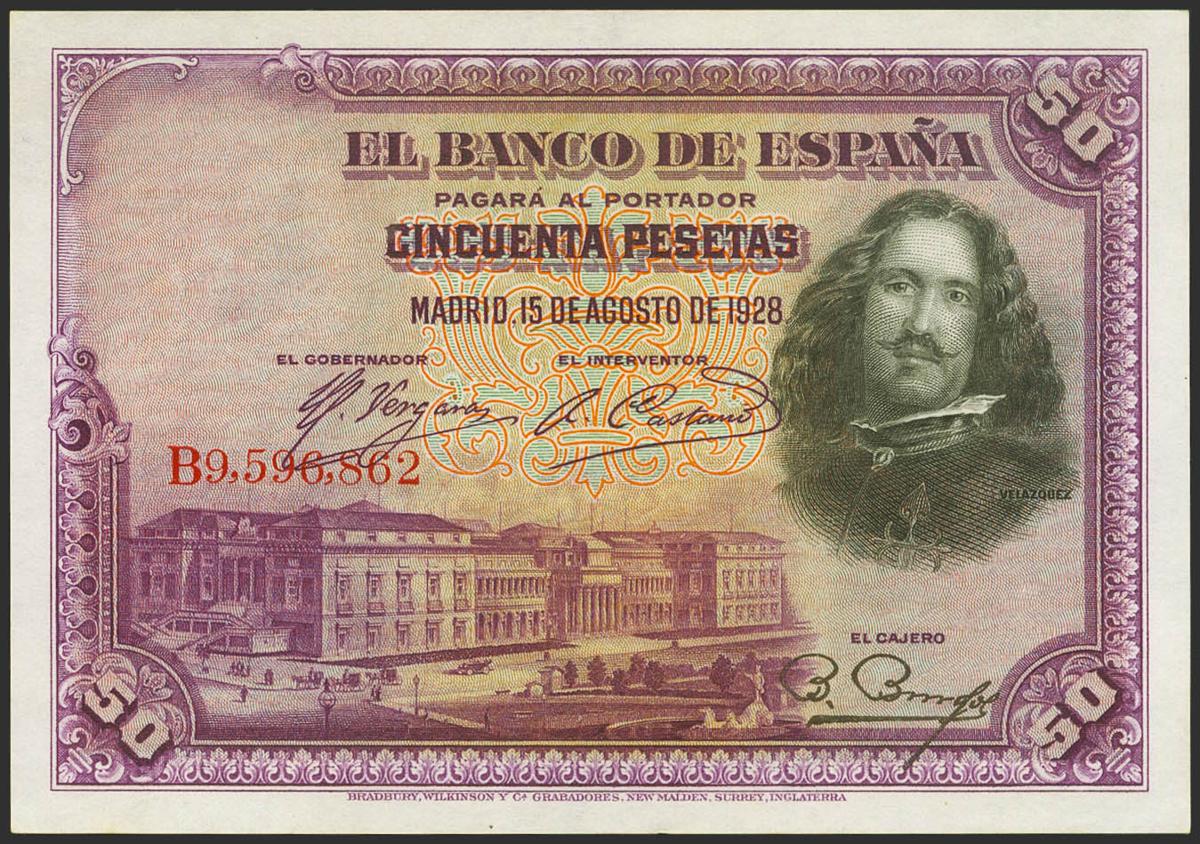 50
EL BANCO DE ESPAÑA
PAGARÁ AL PORTADOR
CINCUENTA PESETAS
MADRID, 15 DE AGOSTO DE 1928
EL GOBERNADOR EL INTERVENTOR
B9,596,862
VELAZQUEZ
EL CAJERO
50 50
BRADBURY, WILKINSON Y Cª GRABADORES, NEW MALDEN, SURREY, INGLATERRA